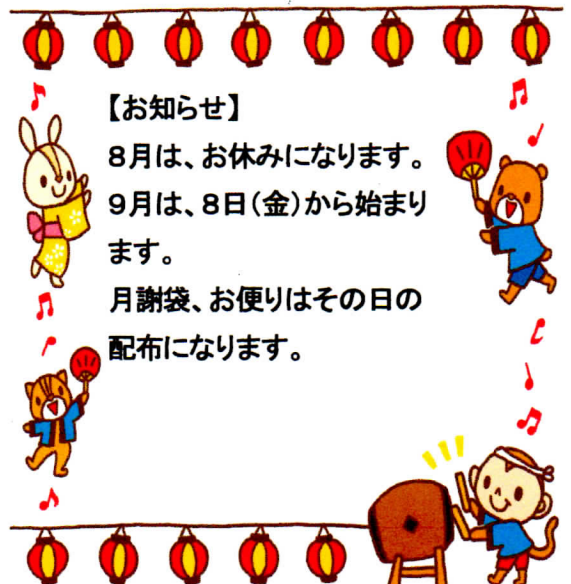 【お知らせ】
8月は、お休みになります。
9月は、8日(金)から始まり
ます。
月謝袋、お便りはその日の
配布になります。